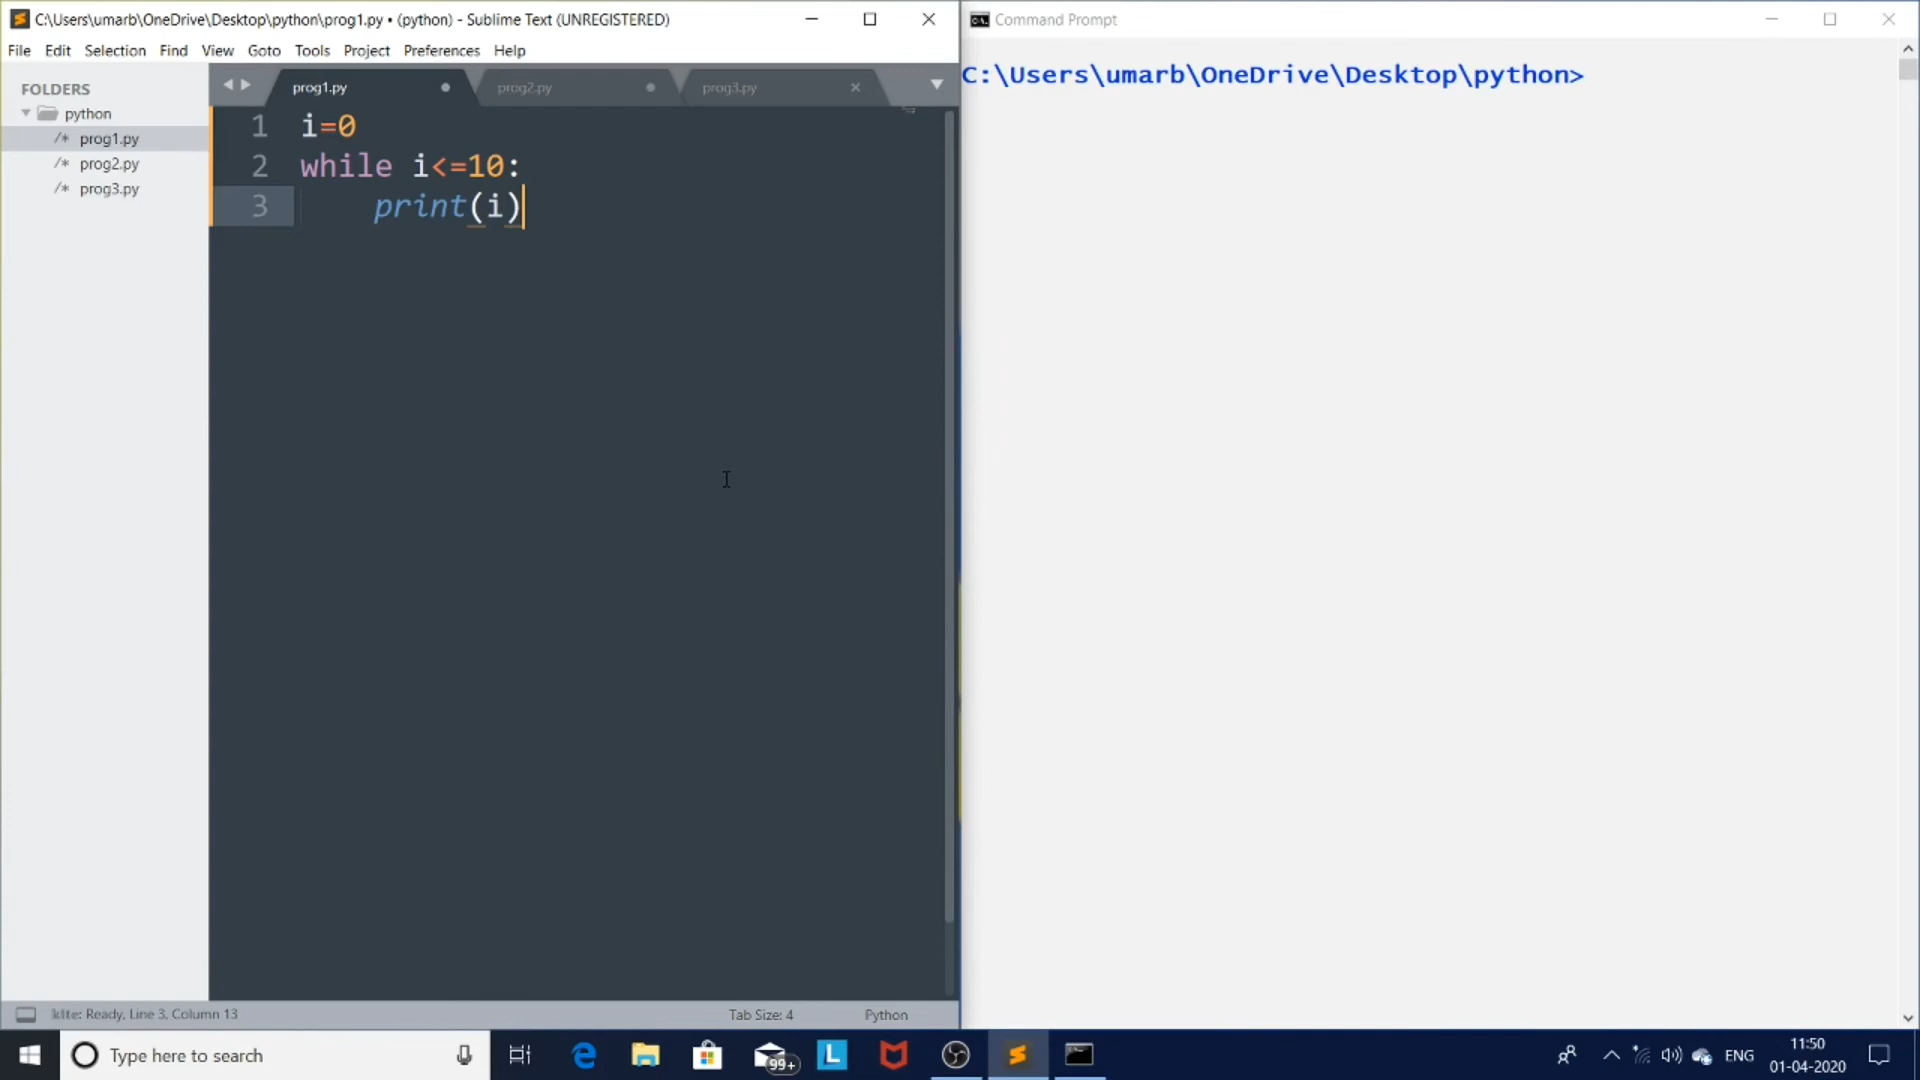 C:\Users\umarb\OneDrive\Desktop\python\prog1.py • (python) - Sublime Text (UNREGISTERED)
File Edit Selection Find View Goto Tools Project Preferences Help
FOLDERS
python
prog1.py
prog2.py
prog3.py
prog1.py prog2.py prog3.py
1 i=0
2 while i<=10:
3 print(i)
kite: Ready, Line 3, Column 13
Tab Size: 4
Python
Command Prompt
C:\Users\umarb\OneDrive\Desktop\python>
Type here to search
99+
L
ENG
11:50
01-04-2020